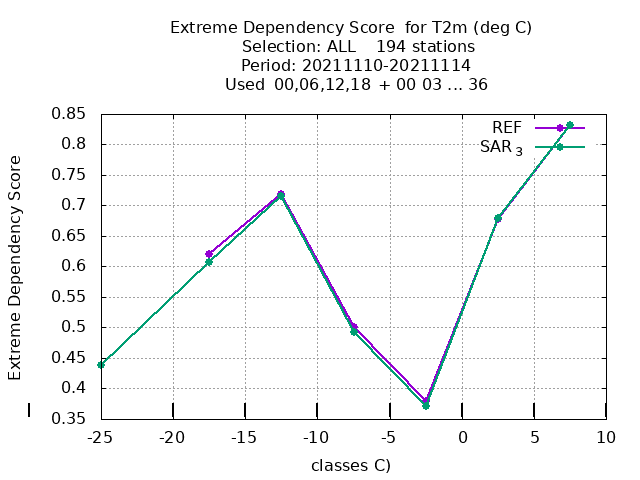 Extreme Dependency Score for T2m (deg C)
Selection: ALL 194 stations
Period: 20211110-20211114
Used 00,06,12,18 + 00 03 ... 36
REF
SAR 3
Extreme Dependency Score
0.85
0.8
0.75
0.7
0.65
0.6
0.55
0.5
0.45
0.4
0.35
-25 -20 -15 -10 -5 0 5 10
classes C)